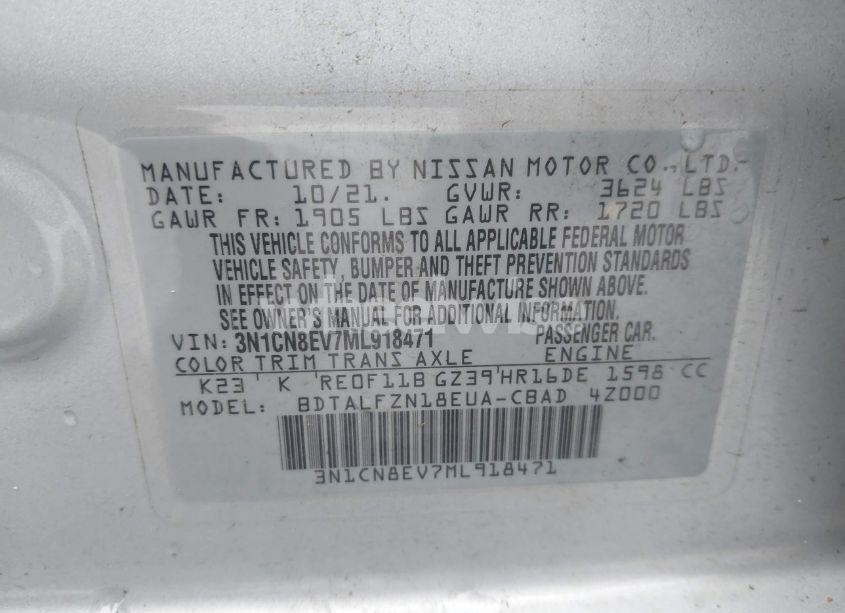 MANUFACTURED BY NISSAN MOTOR CO.,LTD.
DATE: 10/21. GVWR: 3624 LBS
GAWR FR: 1905 LBS GAWR RR: 1720 LBS
THIS VEHICLE CONFORMS TO ALL APPLICABLE FEDERAL MOTOR
VEHICLE SAFETY, BUMPER AND THEFT PREVENTION STANDARDS
IN EFFECT ON THE DATE OF MANUFACTURE SHOWN ABOVE.
SEE OWNER'S MANUAL FOR ADDITIONAL INFORMATION.
VIN: 3N1CN8EV7ML918471 PASSENGER CAR.
COLOR TRIM TRANS AXLE ENGINE
K23 K RE0F11B GZ39 HR16DE 1598 CC
MODEL: BDTALFZN18EUA-CBAD 4Z000
3N1CN8EV7ML918471